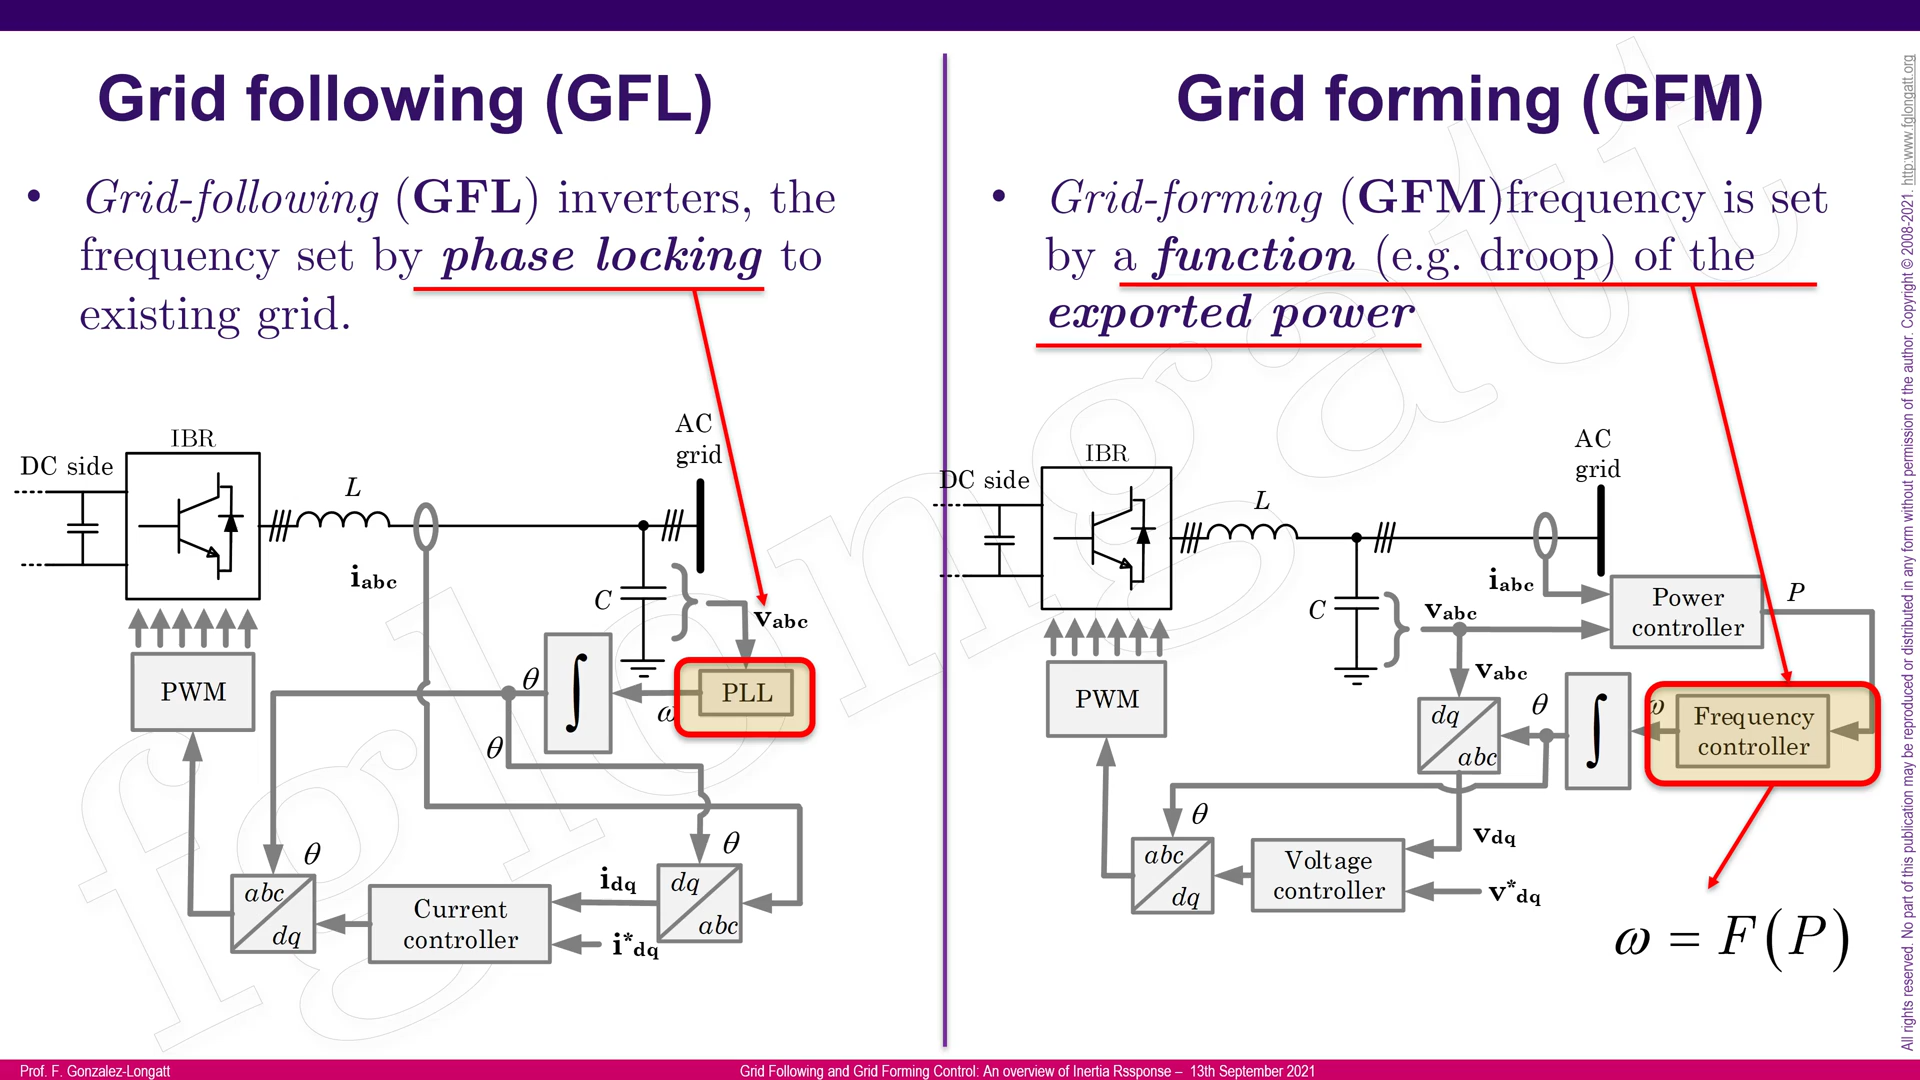 Grid following (GFL)
• Grid-following (GFL) inverters, the
frequency set by phase locking to
existing grid.
IBR
DC side
L
AC
grid
i_abc
C
v_abc
PWM
θ
∫
ω
PLL
θ
θ
θ
abc
dq
Current
controller
i_dq
i*_dq
dq
abc
Grid forming (GFM)
• Grid-forming (GFM)frequency is set
by a function (e.g. droop) of the
exported power
IBR
DC side
L
AC
grid
i_abc
C
v_abc
Power
controller
P
v_abc
PWM
dq
abc
θ
∫
ω
Frequency
controller
θ
abc
dq
Voltage
controller
v_dq
v*_dq
ω = F(P)
fglongatt
All rights reserved. No part of this publication may be reproduced or distributed in any form without permission of the author. Copyright © 2008-2021. http:www.fglongatt.org
Prof. F. Gonzalez-Longatt
Grid Following and Grid Forming Control: An overview of Inertia Rssponse – 13th September 2021